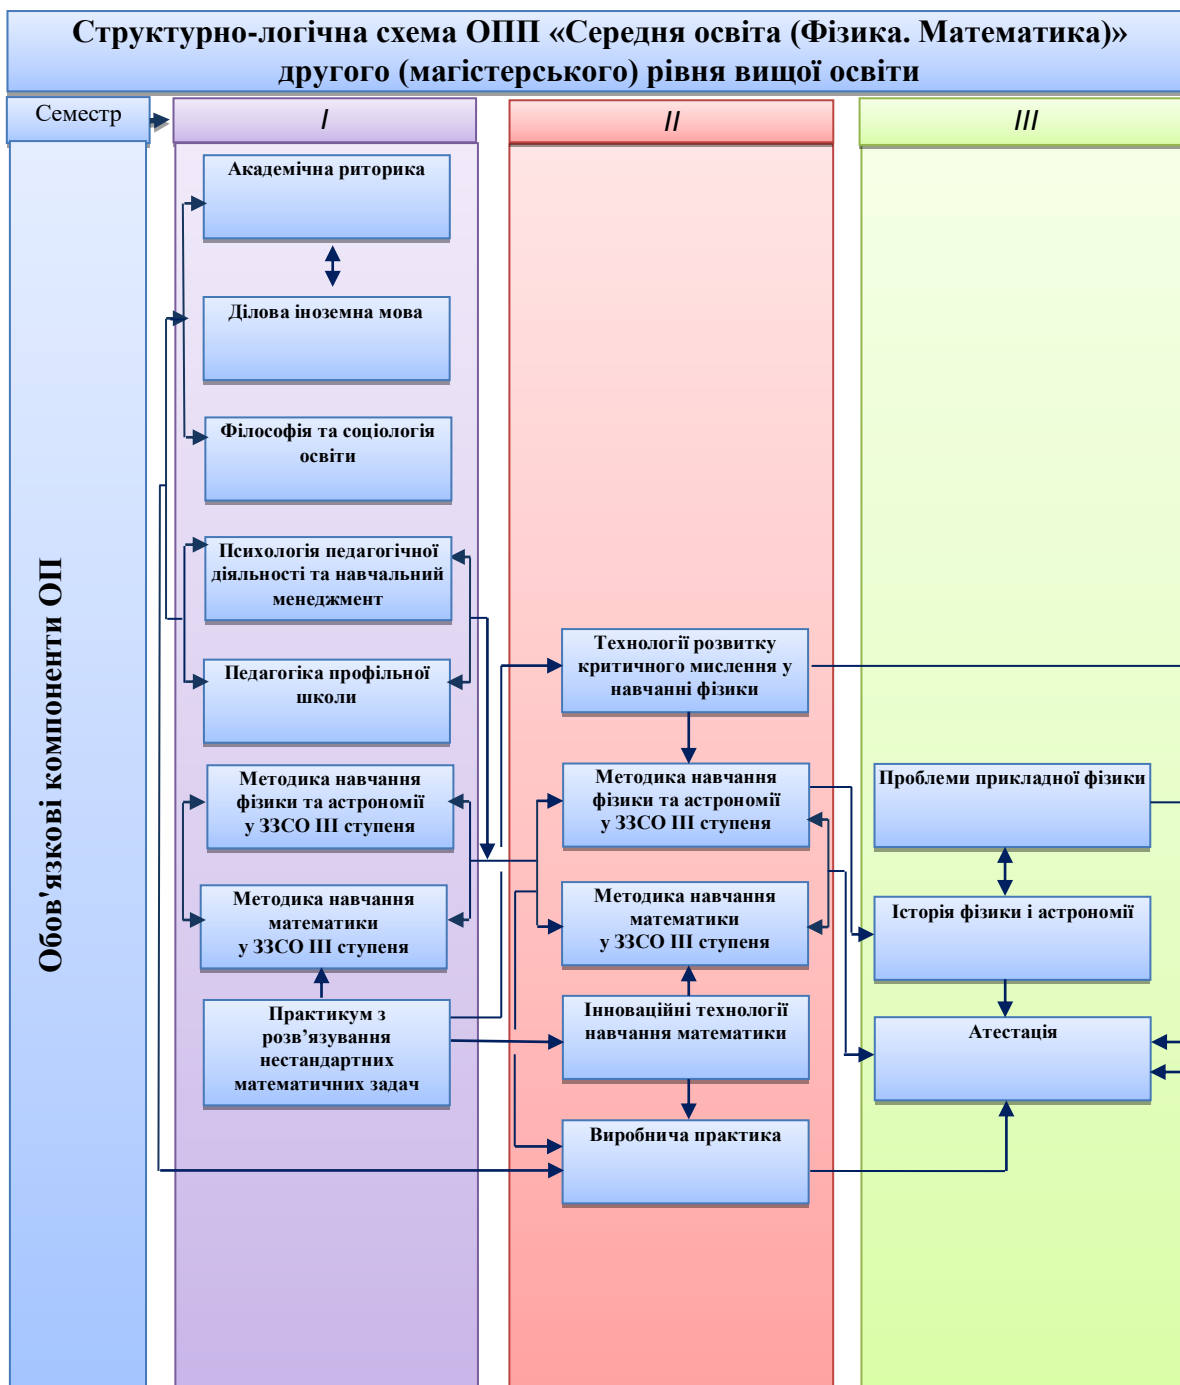 Структурно-логічна схема ОПП «Середня освіта (Фізика. Математика)»
другого (магістерського) рівня вищої освіти
Семестр
I
II
III
Обов'язкові компоненти ОП
Академічна риторика
Ділова іноземна мова
Філософія та соціологія
освіти
Психологія педагогічної
діяльності та навчальний
менеджмент
Педагогіка профільної
школи
Методика навчання
фізики та астрономії
у ЗЗСО ІІІ ступеня
Методика навчання
математики
у ЗЗСО ІІІ ступеня
Практикум з
розв’язування
нестандартних
математичних задач
Технології розвитку
критичного мислення у
навчанні фізики
Методика навчання
фізики та астрономії
у ЗЗСО ІІІ ступеня
Методика навчання
математики
у ЗЗСО ІІІ ступеня
Інноваційні технології
навчання математики
Виробнича практика
Проблеми прикладної фізики
Історія фізики і астрономії
Атестація